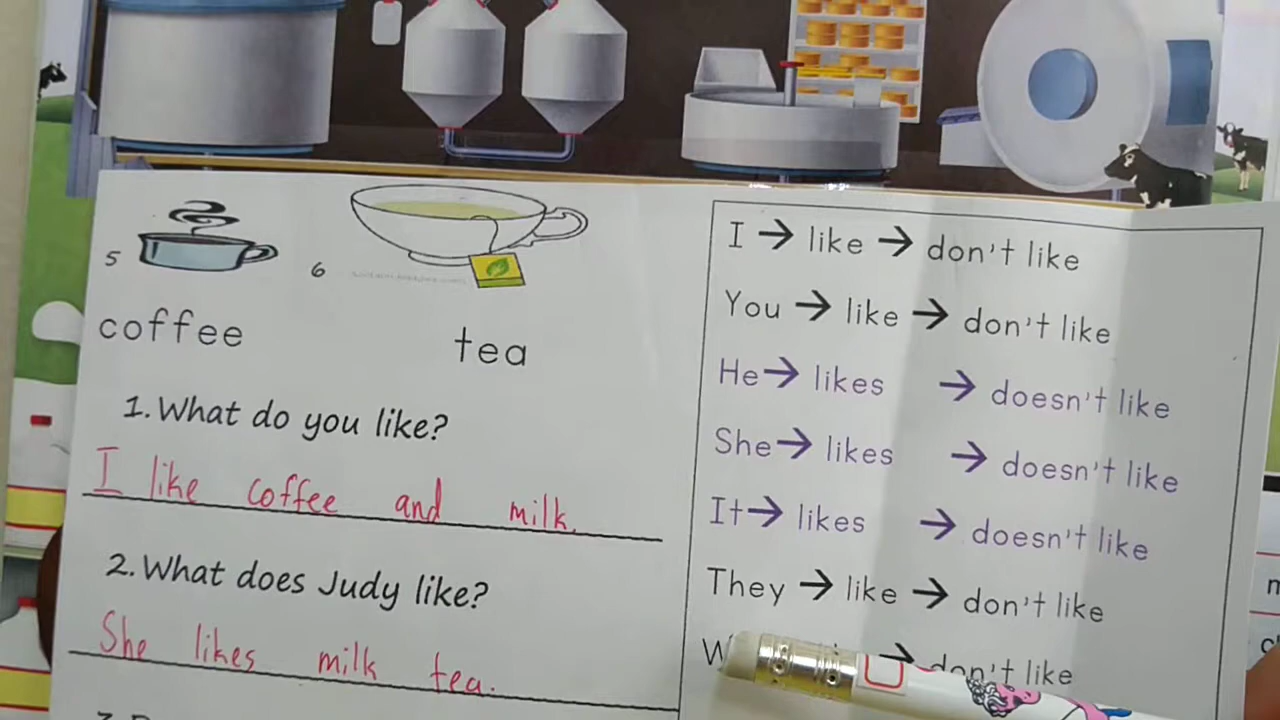 5
6
coffee
tea
1. What do you like?
I like coffee and milk.
2. What does Judy like?
She likes milk tea.
I → like → don't like
You → like → don't like
He → likes → doesn't like
She → likes → doesn't like
It → likes → doesn't like
They → like → don't like
→ don't like